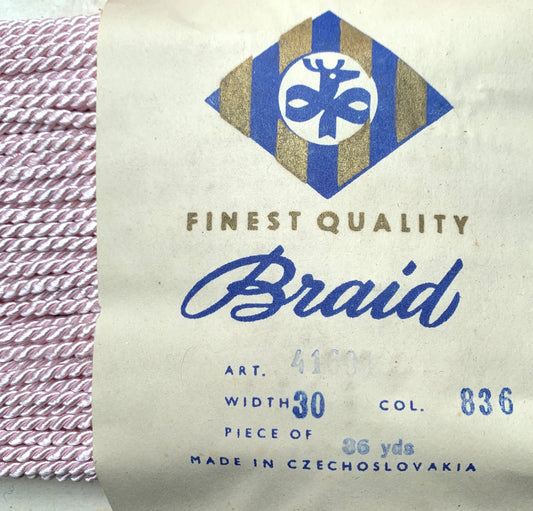 FINEST QUALITY
Braid
ART.
WIDTH 30 COL. 836
PIECE OF 36 yds
MADE IN CZECHOSLOVAKIA